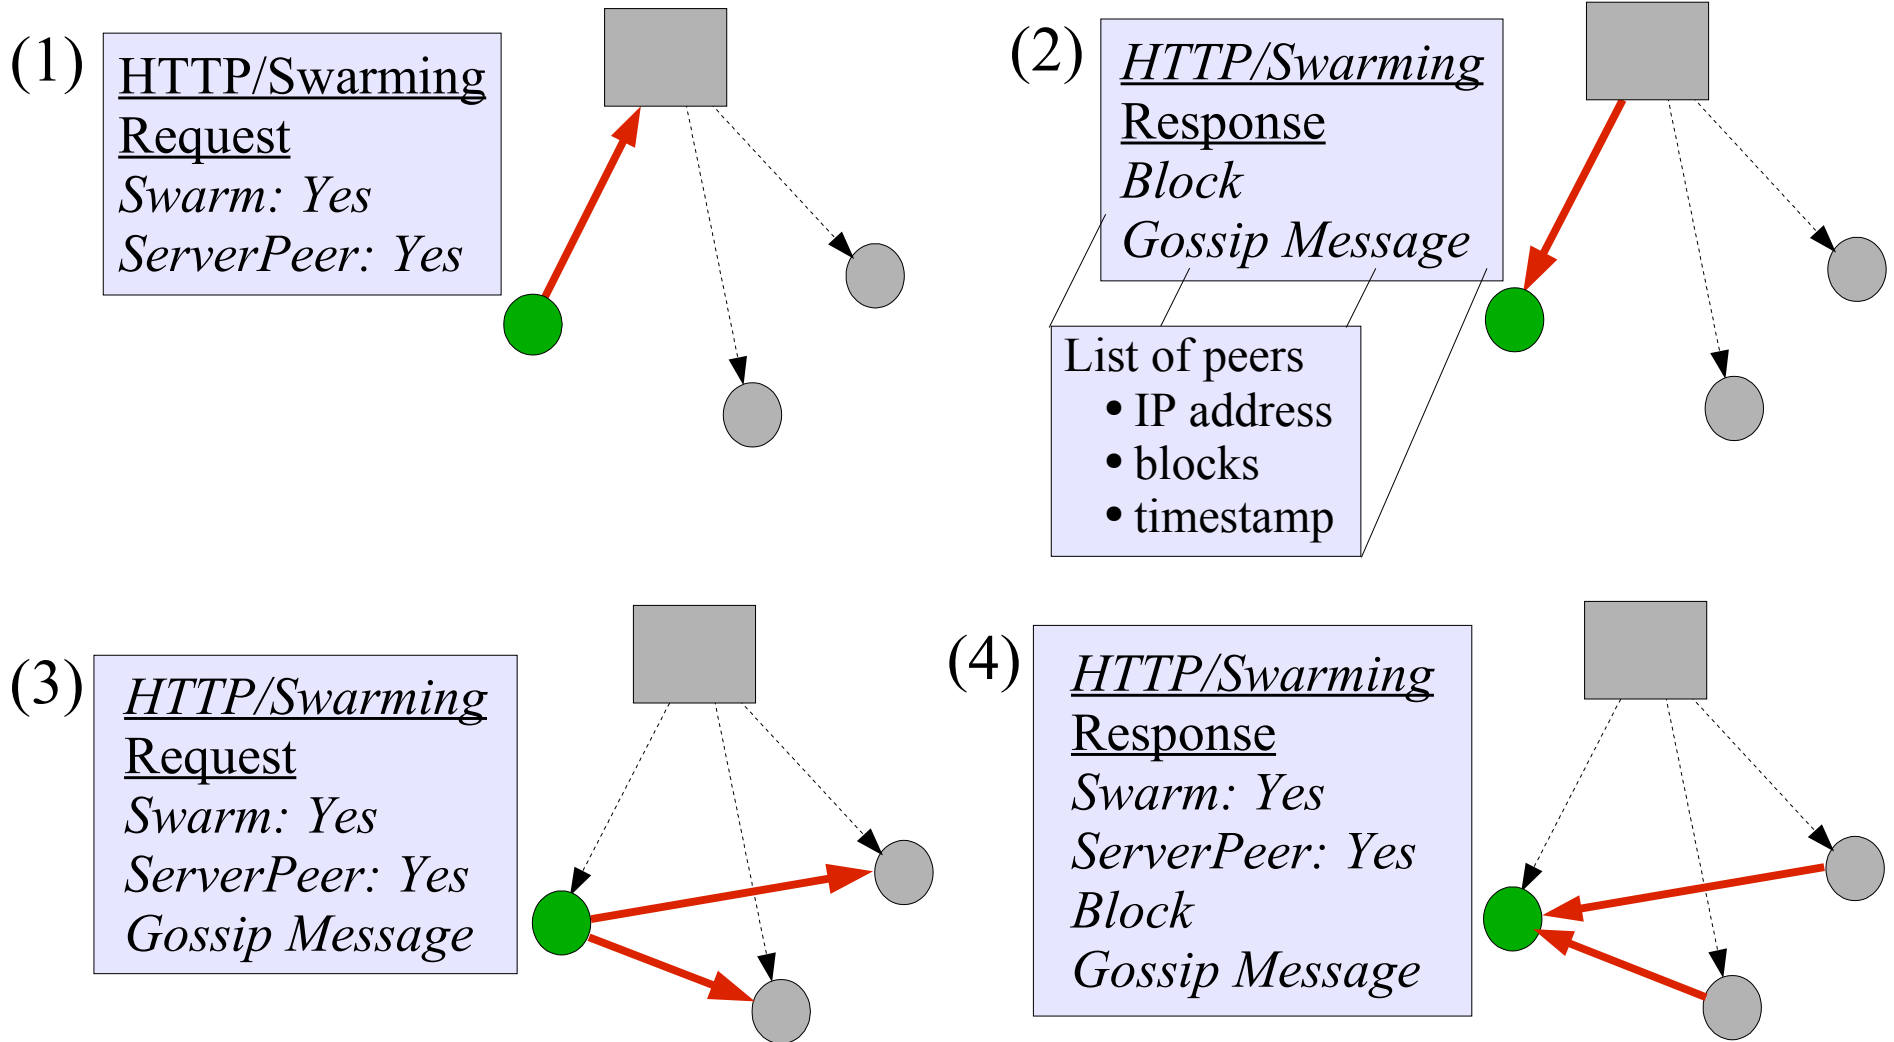 (1)
HTTP/Swarming
Request
Swarm: Yes
ServerPeer: Yes
(2)
HTTP/Swarming
Response
Block
Gossip Message
List of peers
• IP address
• blocks
• timestamp
(3)
HTTP/Swarming
Request
Swarm: Yes
ServerPeer: Yes
Gossip Message
(4)
HTTP/Swarming
Response
Swarm: Yes
ServerPeer: Yes
Block
Gossip Message